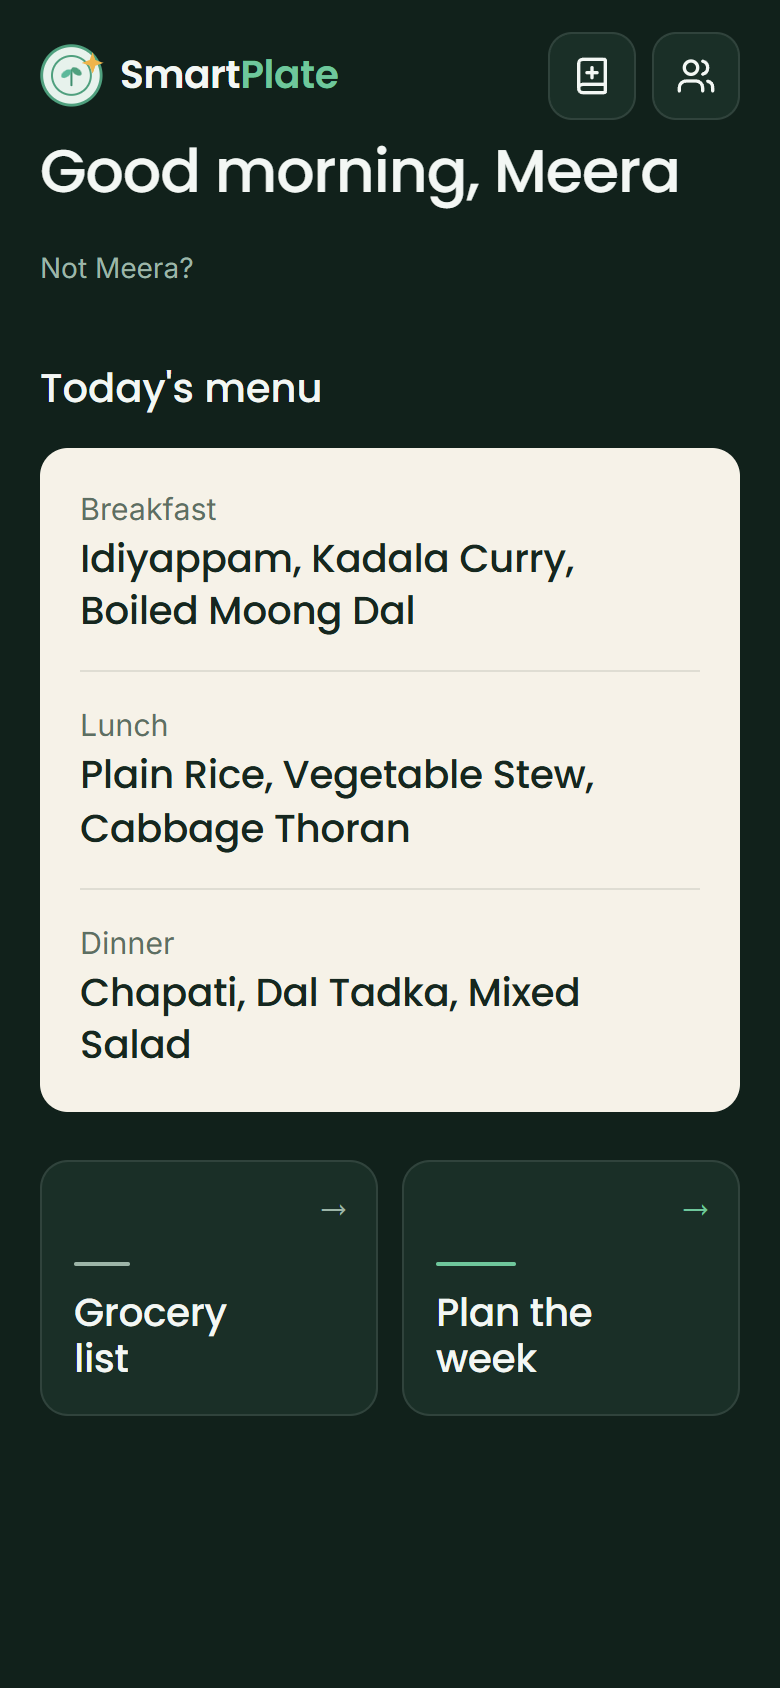 SmartPlate
Good morning, Meera
Not Meera?
Today's menu
Breakfast
Idiyappam, Kadala Curry,
Boiled Moong Dal
Lunch
Plain Rice, Vegetable Stew,
Cabbage Thoran
Dinner
Chapati, Dal Tadka, Mixed
Salad
→
Grocery
list
→
Plan the
week